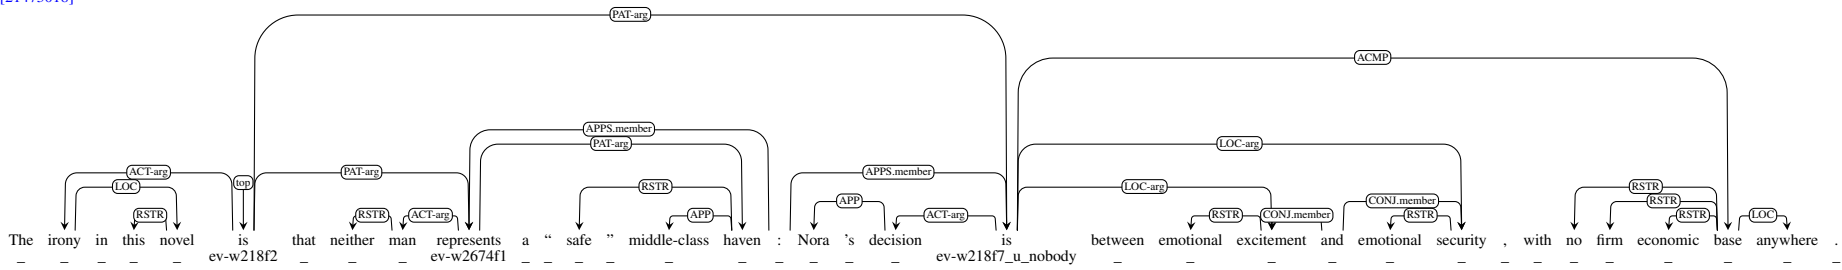 PAT-arg
ACMP
APPS.member
PAT-arg LOC-arg
ACT-arg top PAT-arg APPS.member
LOC RSTR LOC-arg RSTR
APP APP CONJ.member RSTR
RSTR RSTR ACT-arg ACT-arg RSTR CONJ.member RSTR RSTR LOC
The irony in this novel is that neither man represents a “ safe ” middle-class haven : Nora ’s decision is between emotional excitement and emotional security , with no firm economic base anywhere .
_ _ _ _ _ ev-w218f2 _ _ _ ev-w2674f1 _ _ _ _ _ _ _ _ _ _ ev-w218f7_u_nobody _ _ _ _ _ _ _ _ _ _ _ _ _ _